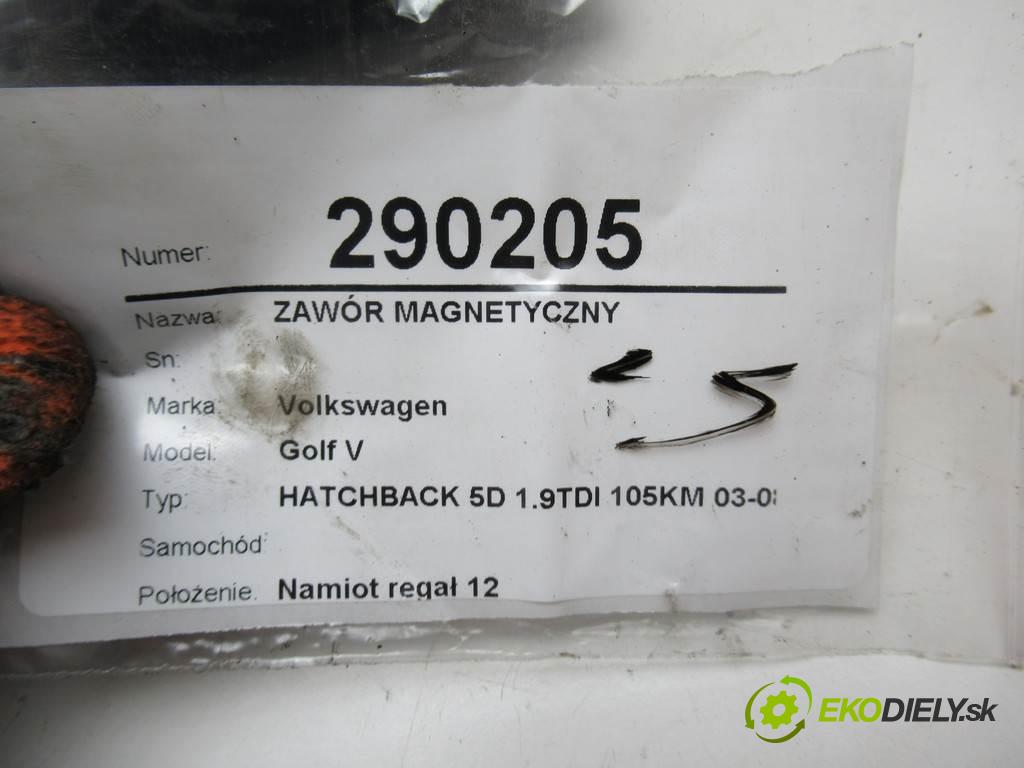 Numer: 290205
Nazwa: ZAWÓR MAGNETYCZNY
Sn:
Marka: Volkswagen
Model: Golf V
Typ: HATCHBACK 5D 1.9TDI 105KM 03-0
Samochód:
Położenie: Namiot regał 12
EKODIELY.sk